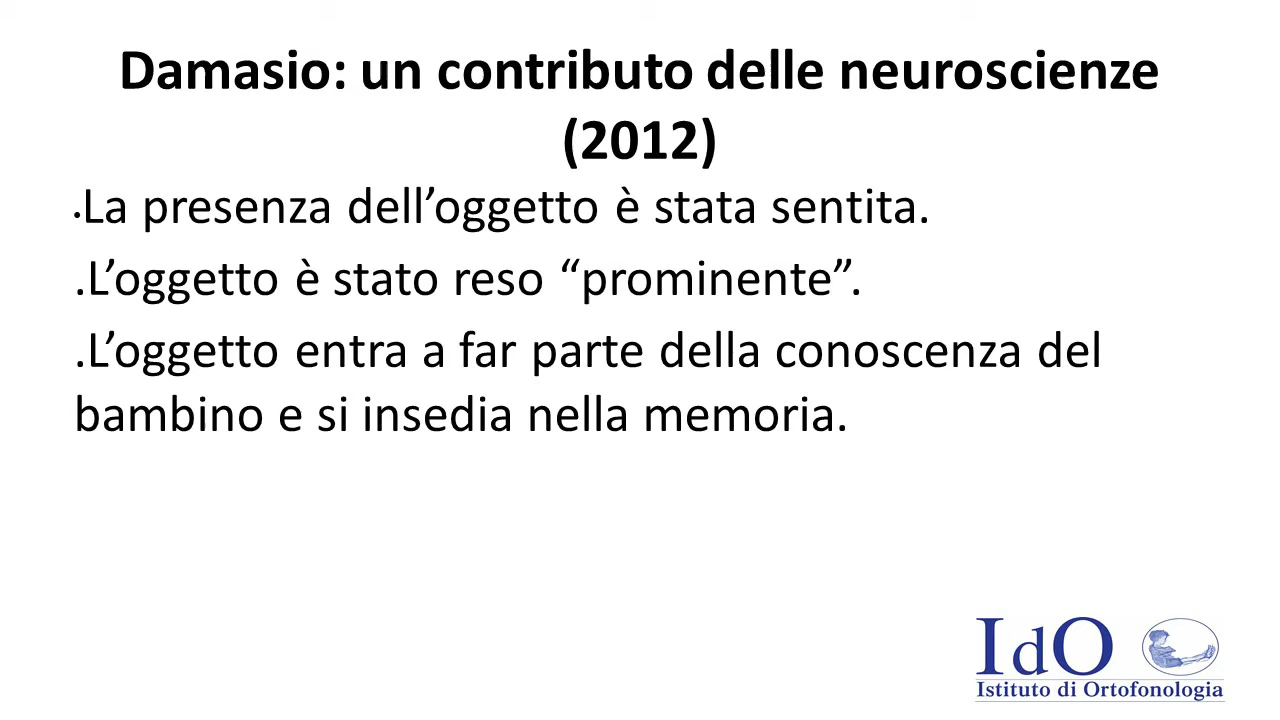 Damasio: un contributo delle neuroscienze
(2012)
•La presenza dell’oggetto è stata sentita.
.L’oggetto è stato reso “prominente”.
.L’oggetto entra a far parte della conoscenza del
bambino e si insedia nella memoria.
IdO
Istituto di Ortofonologia